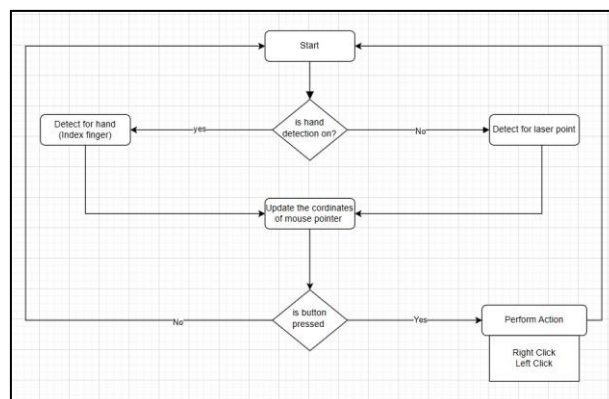 Start
is hand
detection on?
yes
No
Detect for hand
(Index finger)
Detect for laser point
Update the cordinates
of mouse pointer
is button
pressed
No
Yes
Perform Action
Right Click
Left Click